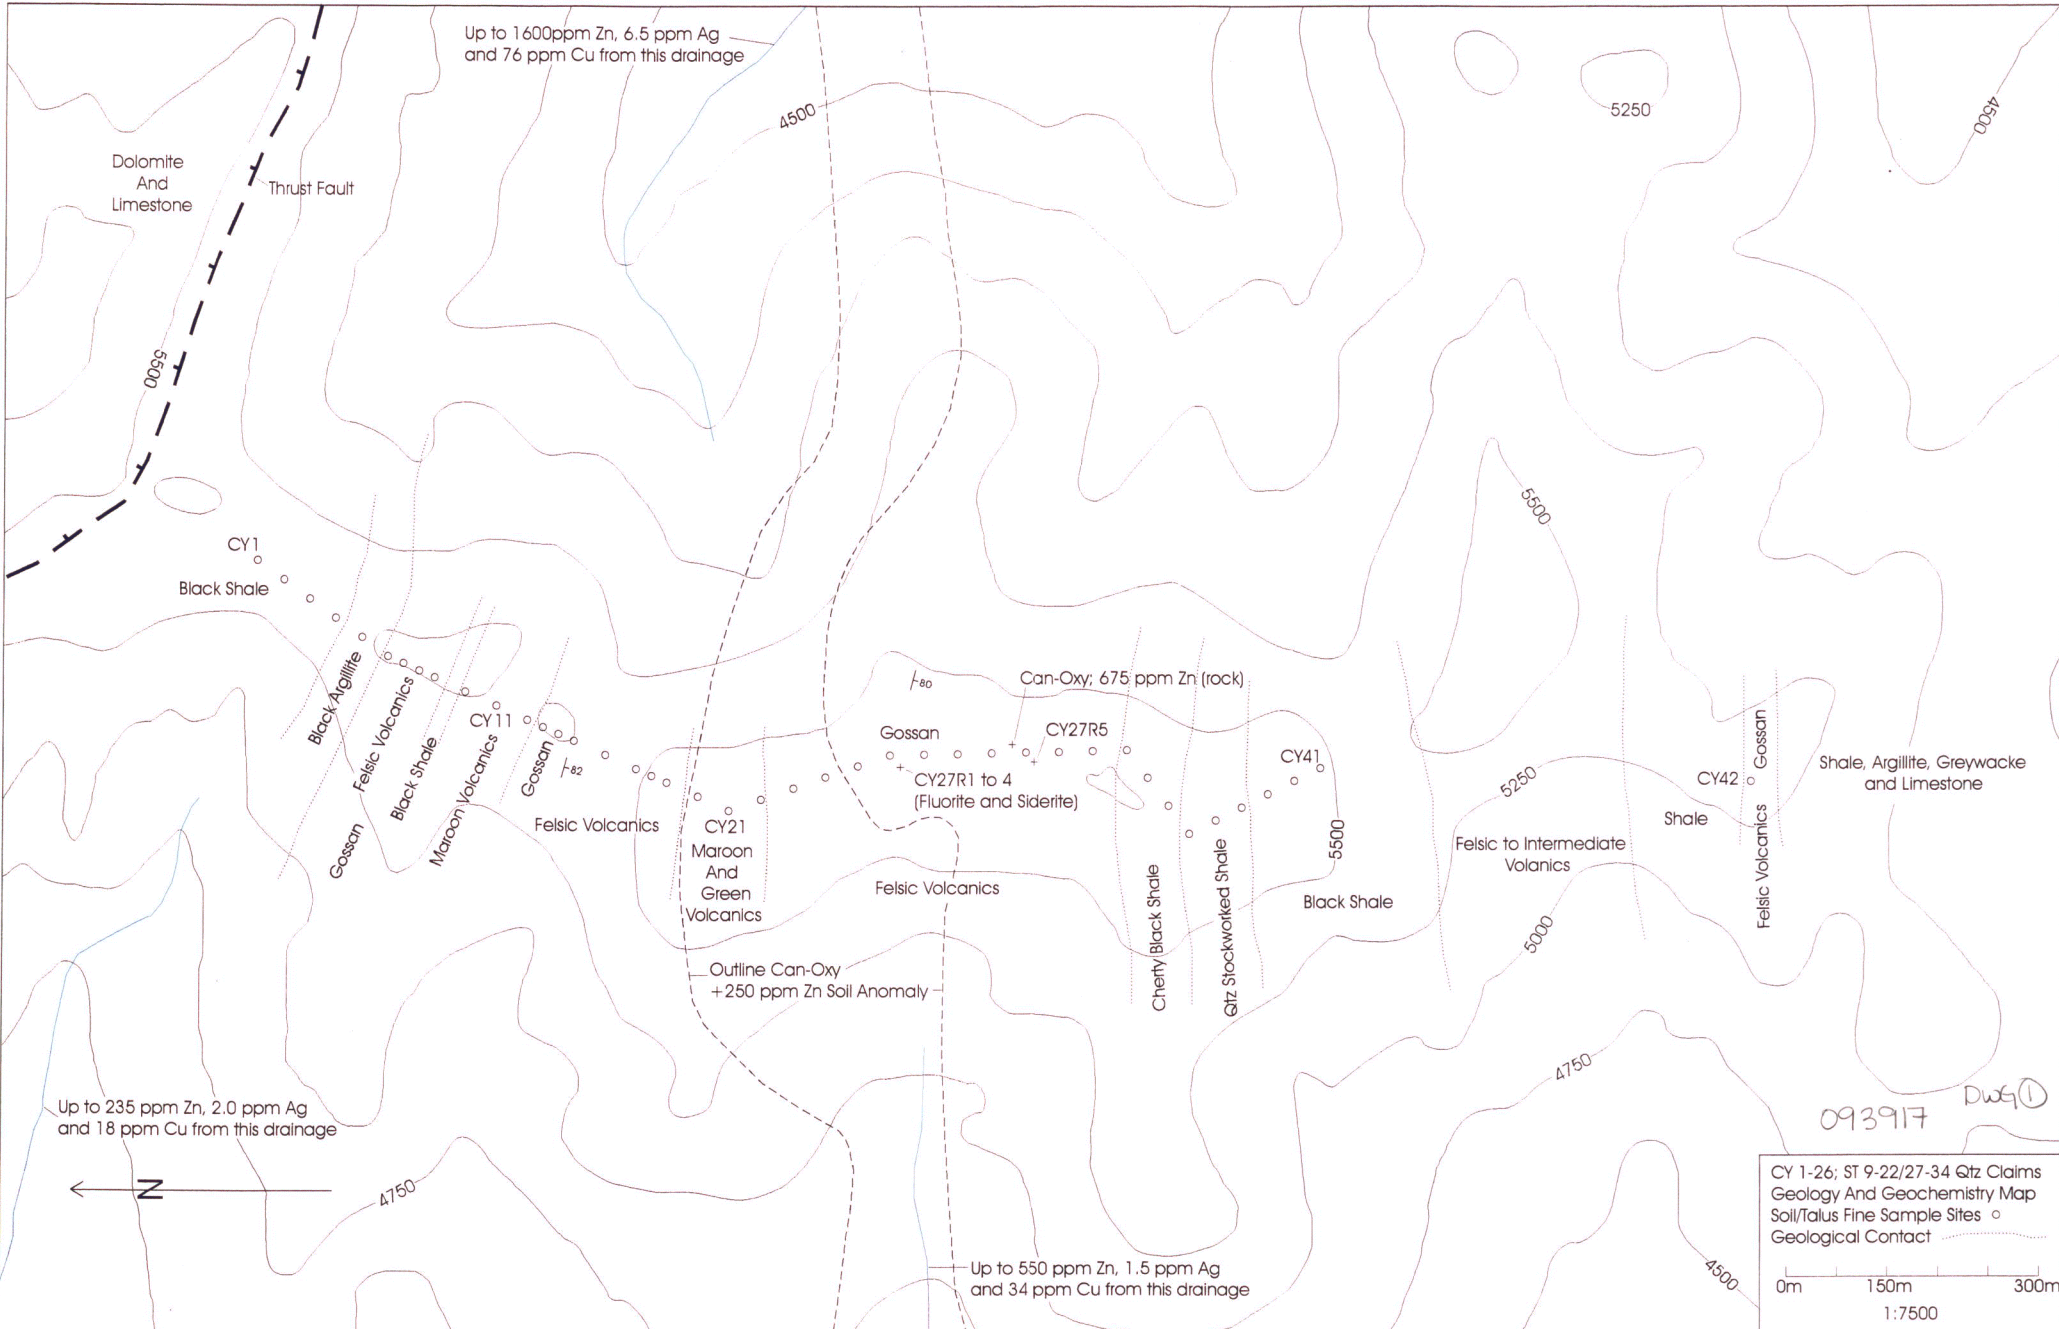 Up to 1600ppm Zn, 6.5 ppm Ag
and 76 ppm Cu from this drainage
4500
5250
4500
Dolomite
And
Limestone
Thrust Fault
5500
5500
CY1
Black Shale
Black Argillite
Felsic Volcanics
Gossan
Black Shale
Maroon Volcanics
CY11
Gossan
82
Felsic Volcanics
CY21
Maroon
And
Green
Volcanics
80
Can-Oxy; 675 ppm Zn (rock)
Gossan
CY27R5
CY27R1 to 4
(Fluorite and Siderite)
Felsic Volcanics
Cherty Black Shale
Qtz Stockworked Shale
CY41
5500
Black Shale
5250
Felsic to Intermediate
Volanics
5000
Shale
CY42
Gossan
Felsic Volcanics
Shale, Argillite, Greywacke
and Limestone
Outline Can-Oxy
+250 ppm Zn Soil Anomaly
4750
Up to 235 ppm Zn, 2.0 ppm Ag
and 18 ppm Cu from this drainage
N
4750
Up to 550 ppm Zn, 1.5 ppm Ag
and 34 ppm Cu from this drainage
4500
093917
DWG 1
CY 1-26; ST 9-22/27-34 Qtz Claims
Geology And Geochemistry Map
Soil/Talus Fine Sample Sites
Geological Contact
0m 150m 300m
1:7500